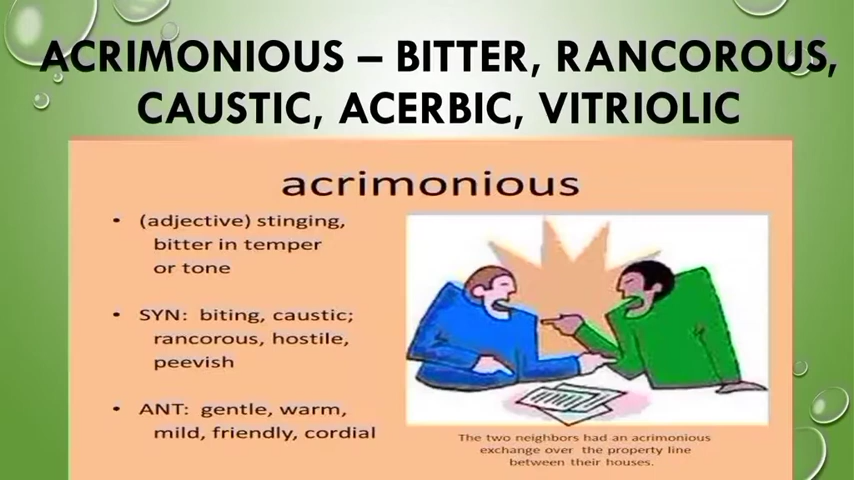 ACRIMONIOUS – BITTER, RANCOROUS,
CAUSTIC, ACERBIC, VITRIOLIC
acrimonious
• (adjective) stinging,
bitter in temper
or tone
• SYN: biting, caustic;
rancorous, hostile,
peevish
• ANT: gentle, warm,
mild, friendly, cordial
The two neighbors had an acrimonious
exchange over the property line
between their houses.